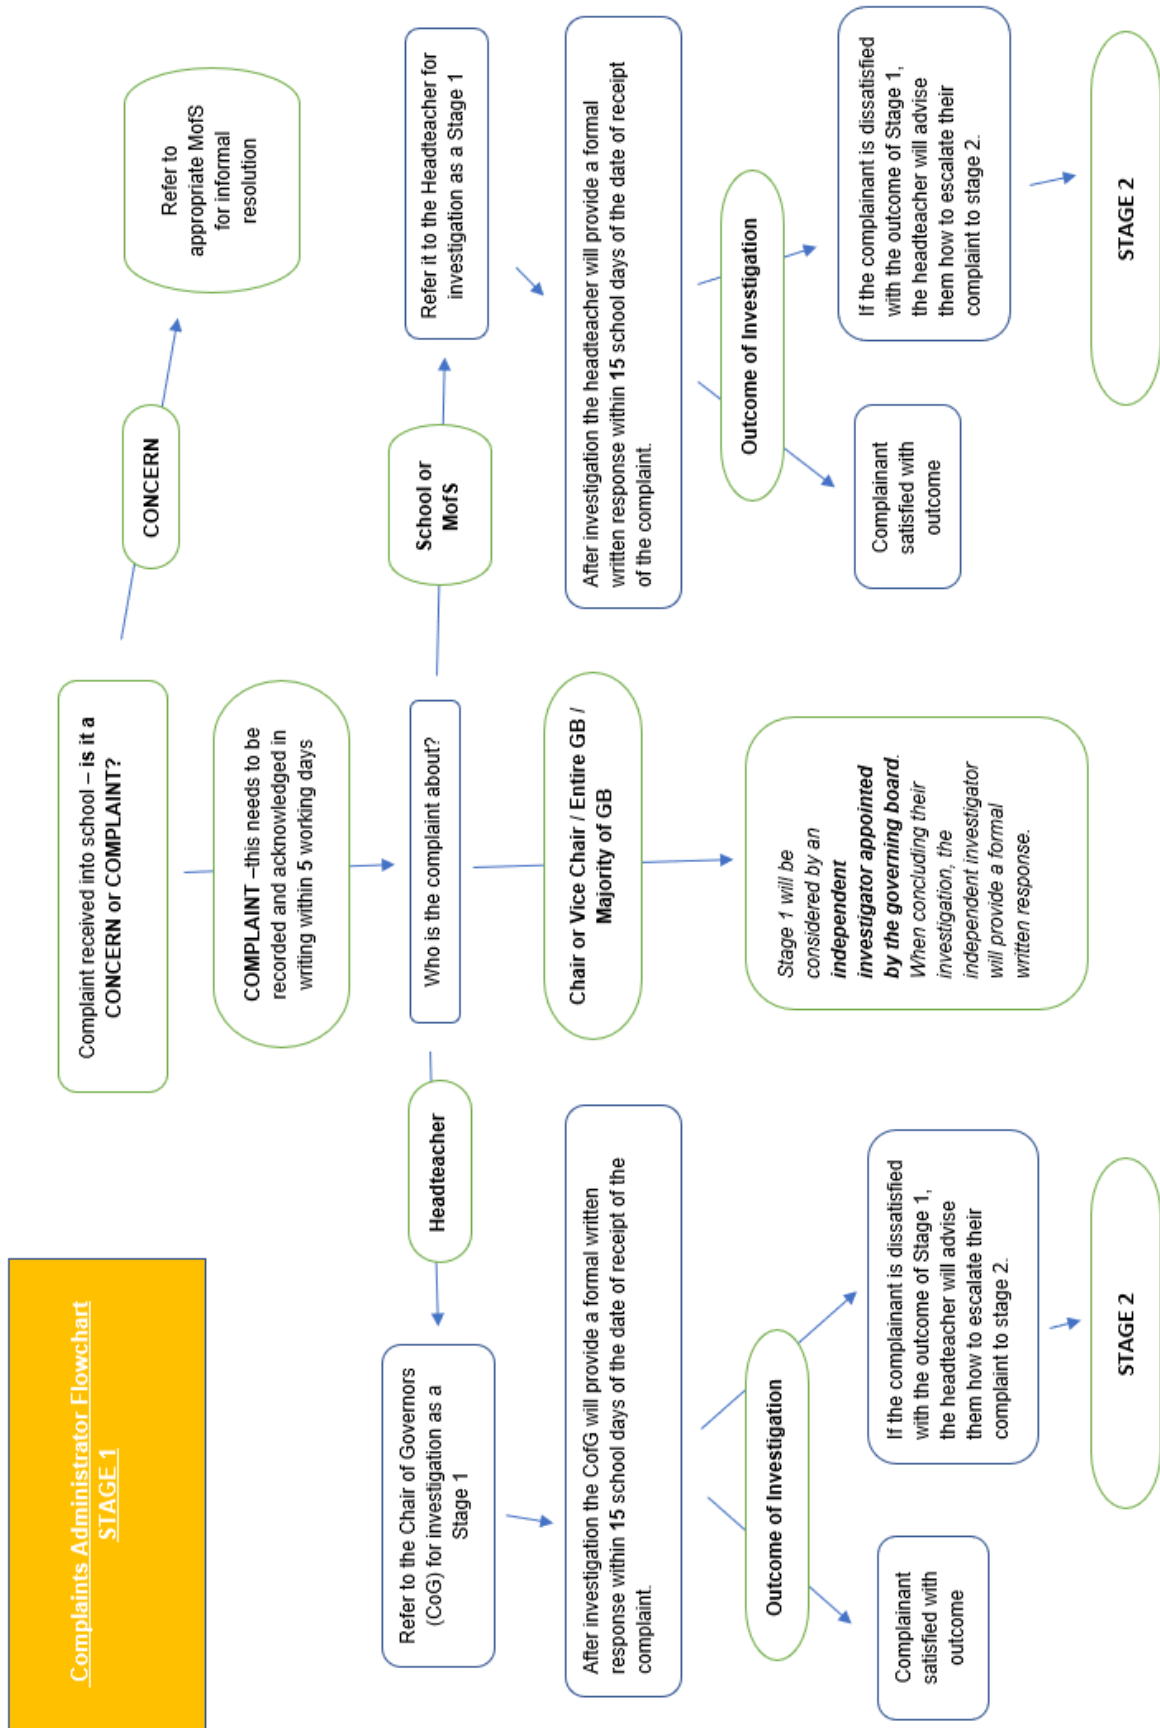 Complaints Administrator Flowchart
STAGE 1
Complaint received into school – is it a
CONCERN or COMPLAINT?
CONCERN
Refer to
appropriate MofS
for informal
resolution
COMPLAINT –this needs to be
recorded and acknowledged in
writing within 5 working days
Who is the complaint about?
Headteacher
Refer to the Chair of Governors
(CoG) for investigation as a
Stage 1
After investigation the CofG will provide a formal written
response within 15 school days of the date of receipt of the
complaint.
Outcome of Investigation
Complainant
satisfied with
outcome
If the complainant is dissatisfied
with the outcome of Stage 1,
the headteacher will advise
them how to escalate their
complaint to stage 2.
STAGE 2
Chair or Vice Chair / Entire GB /
Majority of GB
Stage 1 will be
considered by an
independent
investigator appointed
by the governing board.
When concluding their
investigation, the
independent investigator
will provide a formal
written response.
School or
MofS
Refer it to the Headteacher for
investigation as a Stage 1
After investigation the headteacher will provide a formal
written response within 15 school days of the date of receipt
of the complaint.
Outcome of Investigation
Complainant
satisfied with
outcome
If the complainant is dissatisfied
with the outcome of Stage 1,
the headteacher will advise
them how to escalate their
complaint to stage 2.
STAGE 2